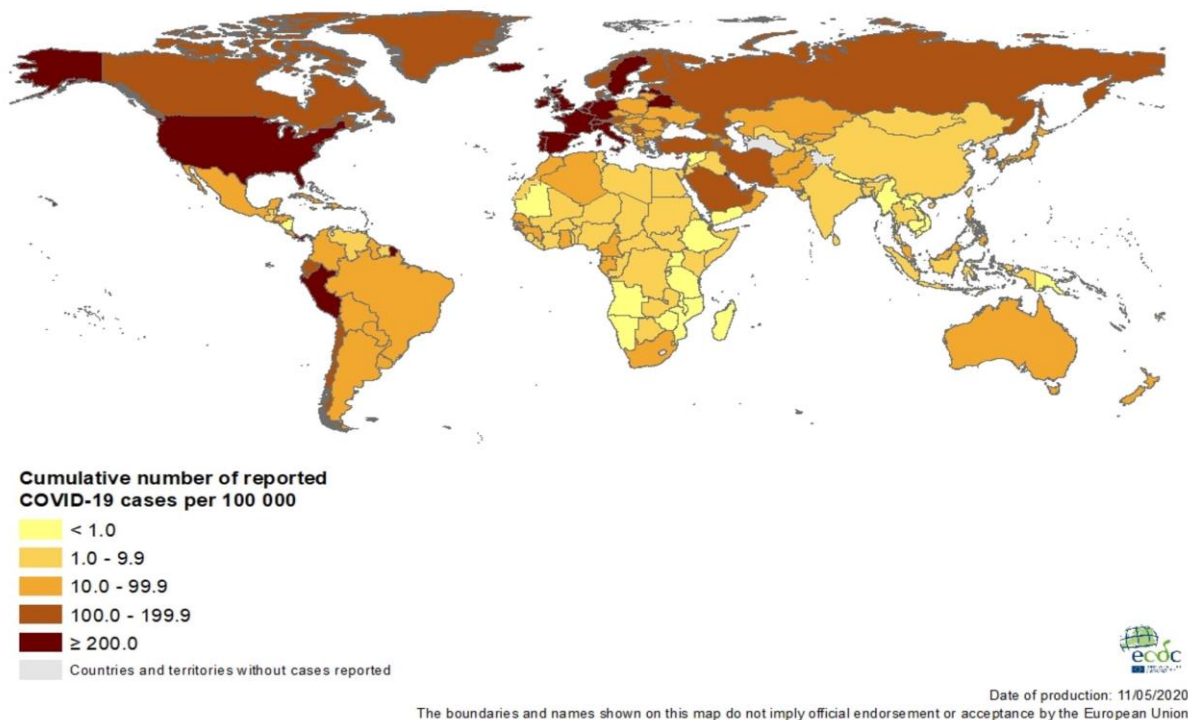 Cumulative number of reported
COVID-19 cases per 100 000
< 1.0
1.0 - 9.9
10.0 - 99.9
100.0 - 199.9
≥ 200.0
Countries and territories without cases reported
ecdc
Date of production: 11/05/2020
The boundaries and names shown on this map do not imply official endorsement or acceptance by the European Union